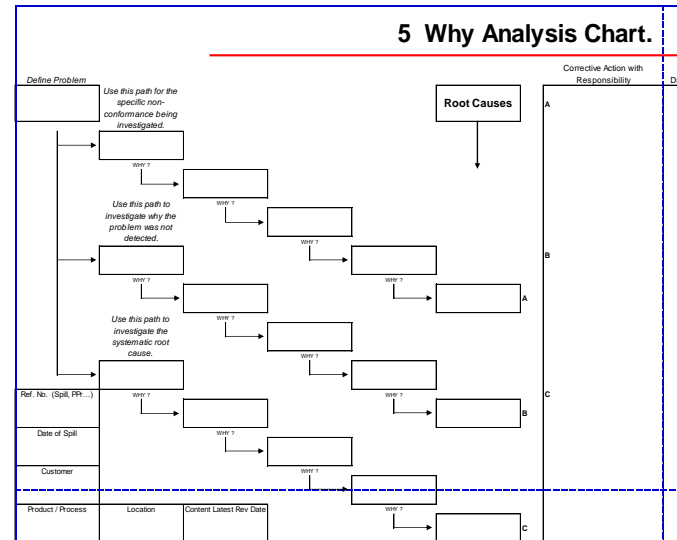 5 Why Analysis Chart.
Corrective Action with
Responsibility
Define Problem
Use this path for the
specific non-
conformance being
investigated.
Root Causes
A
WHY ?
WHY ?
Use this path to
investigate why the
problem was not
detected.
WHY ?
B
WHY ?
WHY ?
A
WHY ?
Use this path to
investigate the
systematic root
cause.
WHY ?
WHY ?
Ref. No. (Spill, PPr…)
WHY ?
C
B
Date of Spill
WHY ?
Customer
WHY ?
Product / Process
Location
Content Latest Rev Date
WHY ?
C